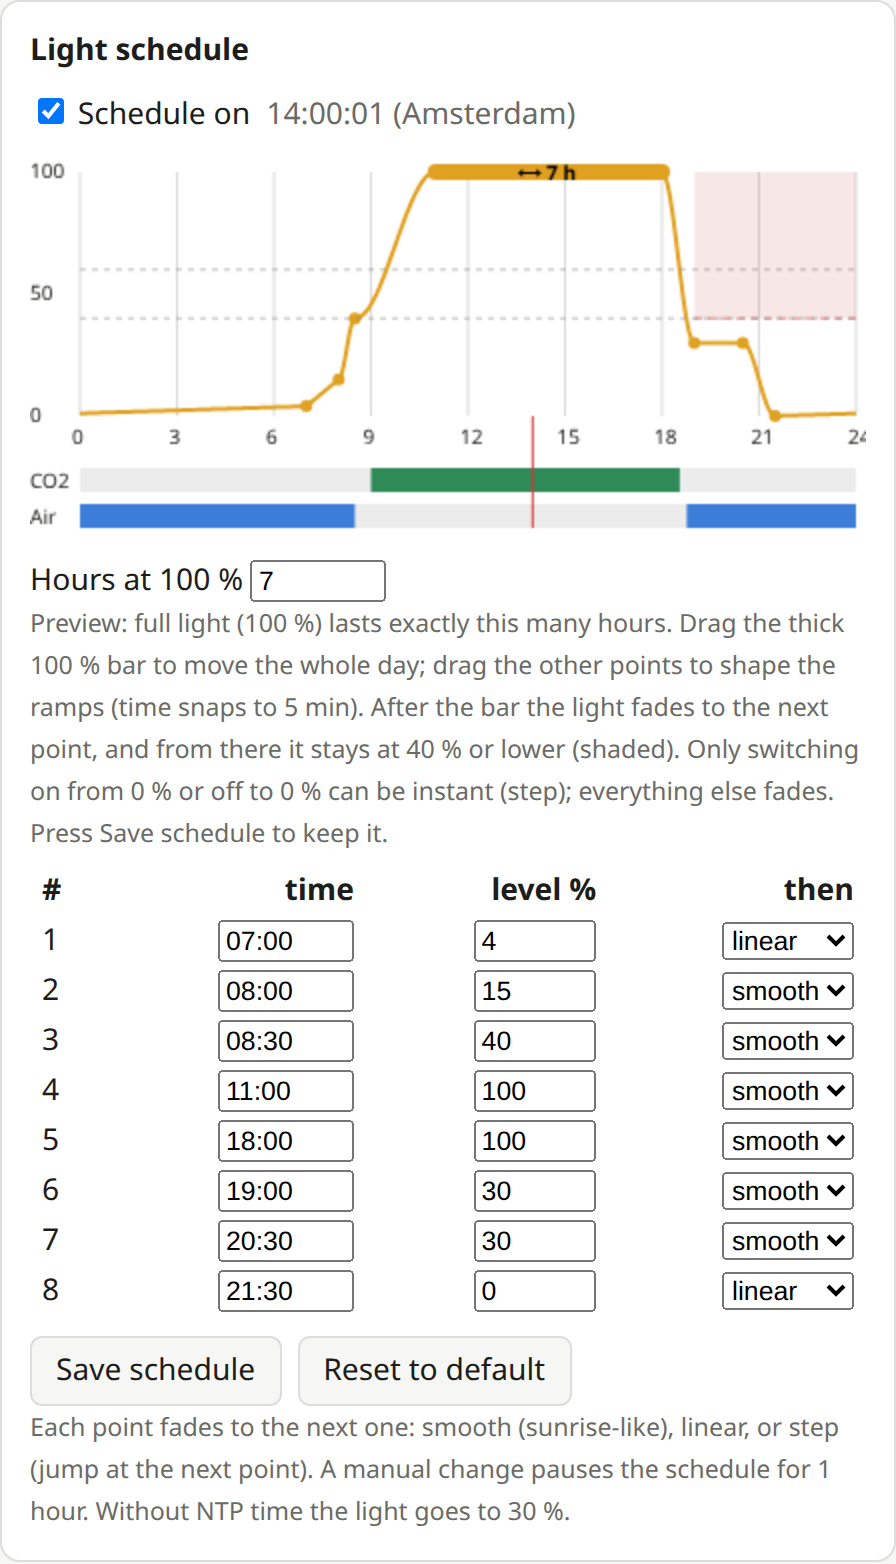 Light schedule
Schedule on 14:00:01 (Amsterdam)
100
↔ 7 h
50
0
0 3 6 9 12 15 18 21 24
CO2
Air
Hours at 100 % 7
Preview: full light (100 %) lasts exactly this many hours. Drag the thick
100 % bar to move the whole day; drag the other points to shape the
ramps (time snaps to 5 min). After the bar the light fades to the next
point, and from there it stays at 40 % or lower (shaded). Only switching
on from 0 % or off to 0 % can be instant (step); everything else fades.
Press Save schedule to keep it.
# time level % then
1 07:00 4 linear
2 08:00 15 smooth
3 08:30 40 smooth
4 11:00 100 smooth
5 18:00 100 smooth
6 19:00 30 smooth
7 20:30 30 smooth
8 21:30 0 linear
Save schedule Reset to default
Each point fades to the next one: smooth (sunrise-like), linear, or step
(jump at the next point). A manual change pauses the schedule for 1
hour. Without NTP time the light goes to 30 %.